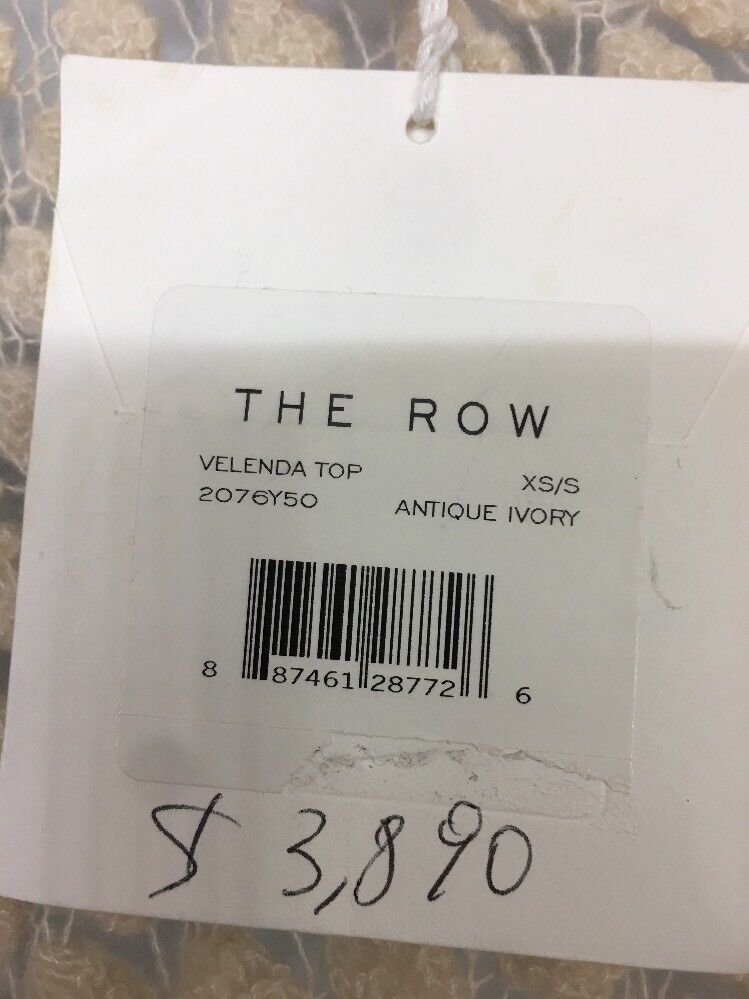 THE ROW
VELENDA TOP XS/S
2076Y50 ANTIQUE IVORY
8 87461 28772 6
$ 3,890